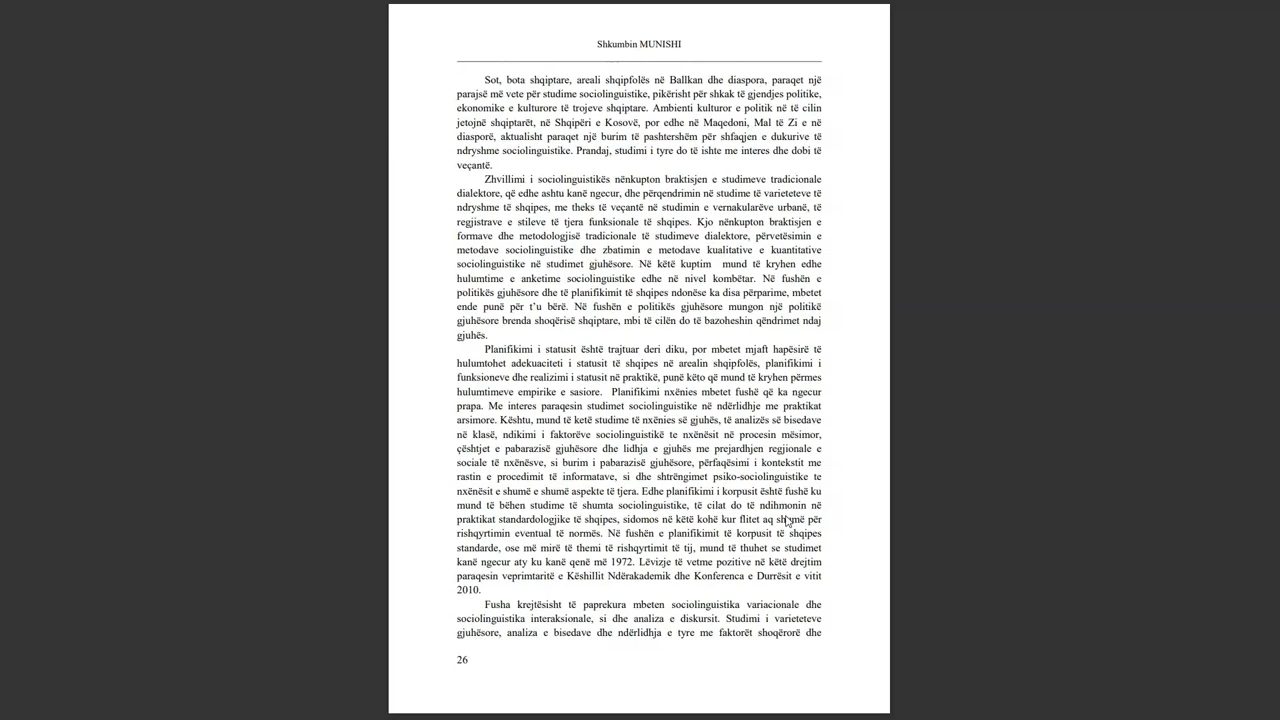 Shkumbin MUNISHI
Sot, bota shqiptare, areali shqipfolës në Ballkan dhe diaspora, paraqet një
parajsë më vete për studime sociolinguistike, pikërisht për shkak të gjendjes politike,
ekonomike e kulturore të trojeve shqiptare. Ambienti kulturor e politik në të cilin
jetojnë shqiptarët, në Shqipëri e Kosovë, por edhe në Maqedoni, Mal të Zi e në
diasporë, aktualisht paraqet një burim të pashtershëm për shfaqjen e dukurive të
ndryshme sociolinguistike. Prandaj, studimi i tyre do të ishte me interes dhe dobi të
veçantë.
Zhvillimi i sociolinguistikës nënkupton braktisjen e studimeve tradicionale
dialektore, që edhe ashtu kanë ngecur, dhe përqendrimin në studime të varieteteve të
ndryshme të shqipes, me theks të veçantë në studimin e vernakularëve urbanë, të
regjistrave e stileve të tjera funksionale të shqipes. Kjo nënkupton braktisjen e
formave dhe metodologjisë tradicionale të studimeve dialektore, përvetësimin e
metodave sociolinguistike dhe zbatimin e metodave kualitative e kuantitative
sociolinguistike në studimet gjuhësore. Në këtë kuptim  mund të kryhen edhe
hulumtime e anketime sociolinguistike edhe në nivel kombëtar. Në fushën e
politikës gjuhësore dhe të planifikimit të shqipes ndonëse ka disa përparime, mbetet
ende punë për t’u bërë. Në fushën e politikës gjuhësore mungon një politikë
gjuhësore brenda shoqërisë shqiptare, mbi të cilën do të bazoheshin qëndrimet ndaj
gjuhës.
Planifikimi i statusit është trajtuar deri diku, por mbetet mjaft hapësirë të
hulumtohet adekuaciteti i statusit të shqipes në arealin shqipfolës, planifikimi i
funksioneve dhe realizimi i statusit në praktikë, punë këto që mund të kryhen përmes
hulumtimeve empirike e sasiore.  Planifikimi nxënies mbetet fushë që ka ngecur
prapa. Me interes paraqesin studimet sociolinguistike në ndërlidhje me praktikat
arsimore. Kështu, mund të ketë studime të nxënies së gjuhës, të analizës së bisedave
në klasë, ndikimi i faktorëve sociolinguistikë te nxënësit në procesin mësimor,
çështjet e pabarazisë gjuhësore dhe lidhja e gjuhës me prejardhjen regjionale e
sociale të nxënësve, si burim i pabarazisë gjuhësore, përfaqësimi i kontekstit me
rastin e procedimit të informatave, si dhe shtrëngimet psiko-sociolinguistike te
nxënësit e shumë e shumë aspekte të tjera. Edhe planifikimi i korpusit është fushë ku
mund të bëhen studime të shumta sociolinguistike, të cilat do të ndihmonin në
praktikat standardologjike të shqipes, sidomos në këtë kohë kur flitet aq shumë për
rishqyrtimin eventual të normës. Në fushën e planifikimit të korpusit të shqipes
standarde, ose më mirë të themi të rishqyrtimit të tij, mund të thuhet se studimet
kanë ngecur aty ku kanë qenë më 1972. Lëvizje të vetme pozitive në këtë drejtim
paraqesin veprimtaritë e Këshillit Ndërakademik dhe Konferenca e Durrësit e vitit
2010.
Fusha krejtësisht të paprekura mbeten sociolinguistika variacionale dhe
sociolinguistika interaksionale, si dhe analiza e diskursit. Studimi i varieteteve
gjuhësore, analiza e bisedave dhe ndërlidhja e tyre me faktorët shoqërorë dhe
26